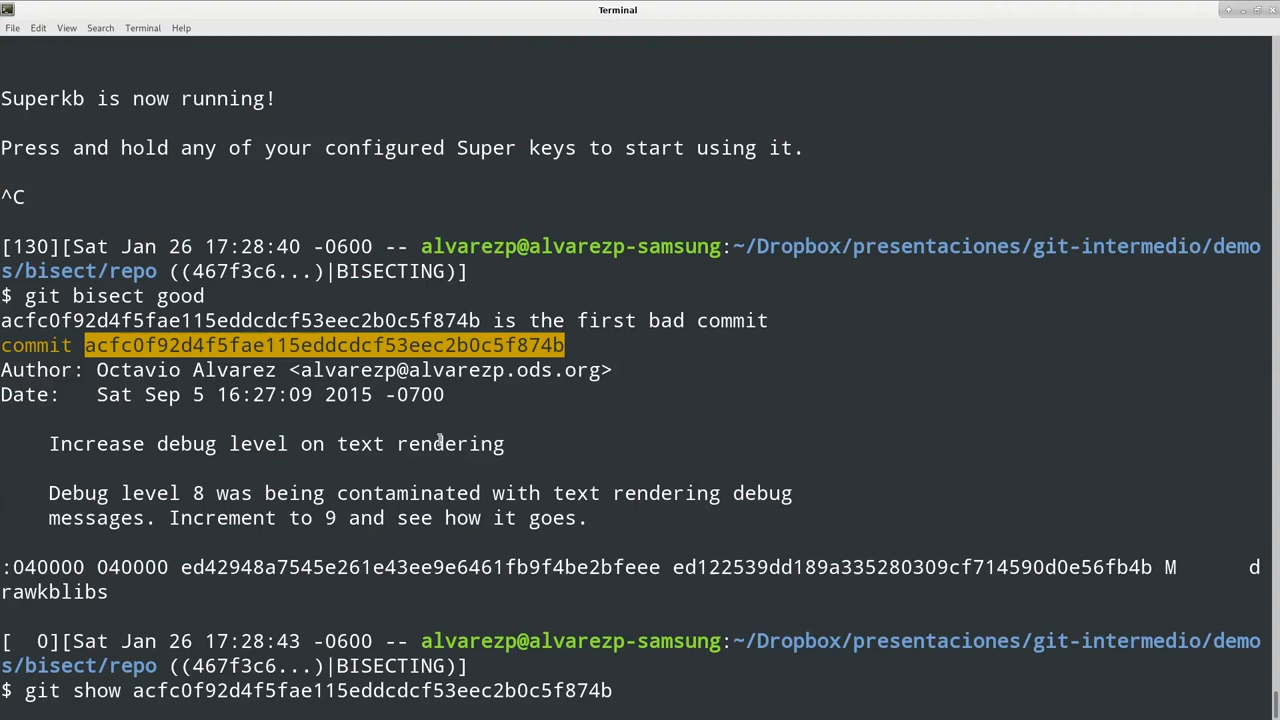 Terminal
File Edit View Search Terminal Help
Superkb is now running!
Press and hold any of your configured Super keys to start using it.
^C
[130][Sat Jan 26 17:28:40 -0600 -- alvarezp@alvarezp-samsung:~/Dropbox/presentaciones/git-intermedio/demo
s/bisect/repo ((467f3c6...)|BISECTING)]
$ git bisect good
acfc0f92d4f5fae115eddcdcf53eec2b0c5f874b is the first bad commit
commit acfc0f92d4f5fae115eddcdcf53eec2b0c5f874b
Author: Octavio Alvarez <alvarezp@alvarezp.ods.org>
Date:   Sat Sep 5 16:27:09 2015 -0700
    Increase debug level on text rendering
    Debug level 8 was being contaminated with text rendering debug
    messages. Increment to 9 and see how it goes.
:040000 040000 ed42948a7545e261e43ee9e6461fb9f4be2bfeee ed122539dd189a335280309cf714590d0e56fb4b M      d
rawkblibs
[  0][Sat Jan 26 17:28:43 -0600 -- alvarezp@alvarezp-samsung:~/Dropbox/presentaciones/git-intermedio/demo
s/bisect/repo ((467f3c6...)|BISECTING)]
$ git show acfc0f92d4f5fae115eddcdcf53eec2b0c5f874b